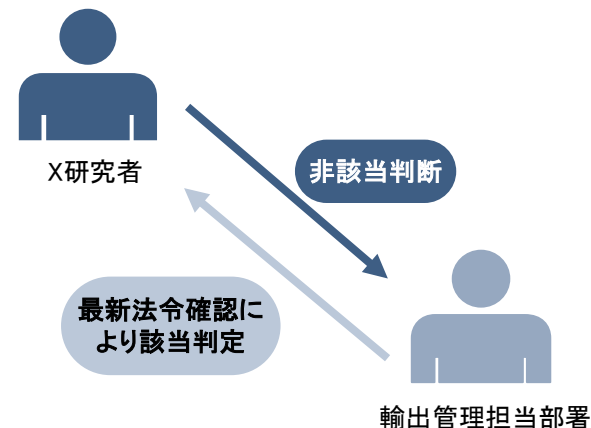 X研究者
非該当判断
最新法令確認に
より該当判定
輸出管理担当部署